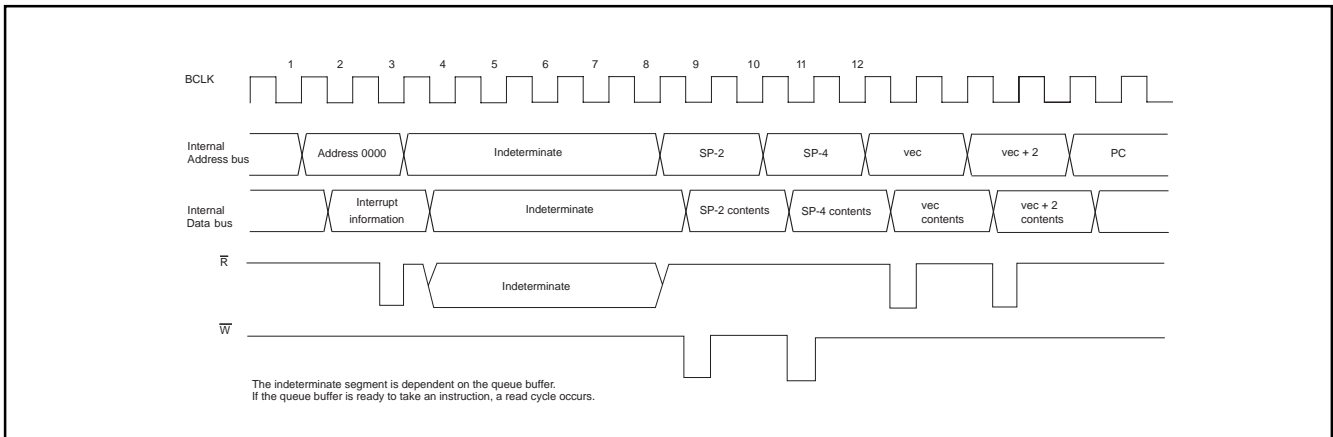 1 2 3 4 5 6 7 8 9 10 11 12
BCLK
Internal
Address bus
Address 0000
Indeterminate
SP-2
SP-4
vec
vec + 2
PC
Internal
Data bus
Interrupt
information
Indeterminate
SP-2 contents
SP-4 contents
vec
contents
vec + 2
contents
R
Indeterminate
W
The indeterminate segment is dependent on the queue buffer.
If the queue buffer is ready to take an instruction, a read cycle occurs.